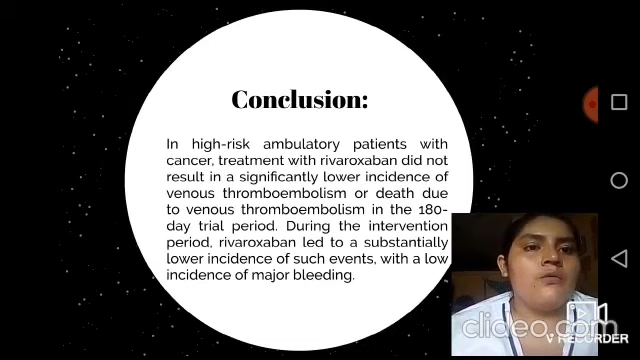 Conclusion:
In high-risk ambulatory patients with
cancer, treatment with rivaroxaban did not
result in a significantly lower incidence of
venous thromboembolism or death due
to venous thromboembolism in the 180-
day trial period. During the intervention
period, rivaroxaban led to a substantially
lower incidence of such events, with a low
incidence of major bleeding.
clideo.com
V RECORDER